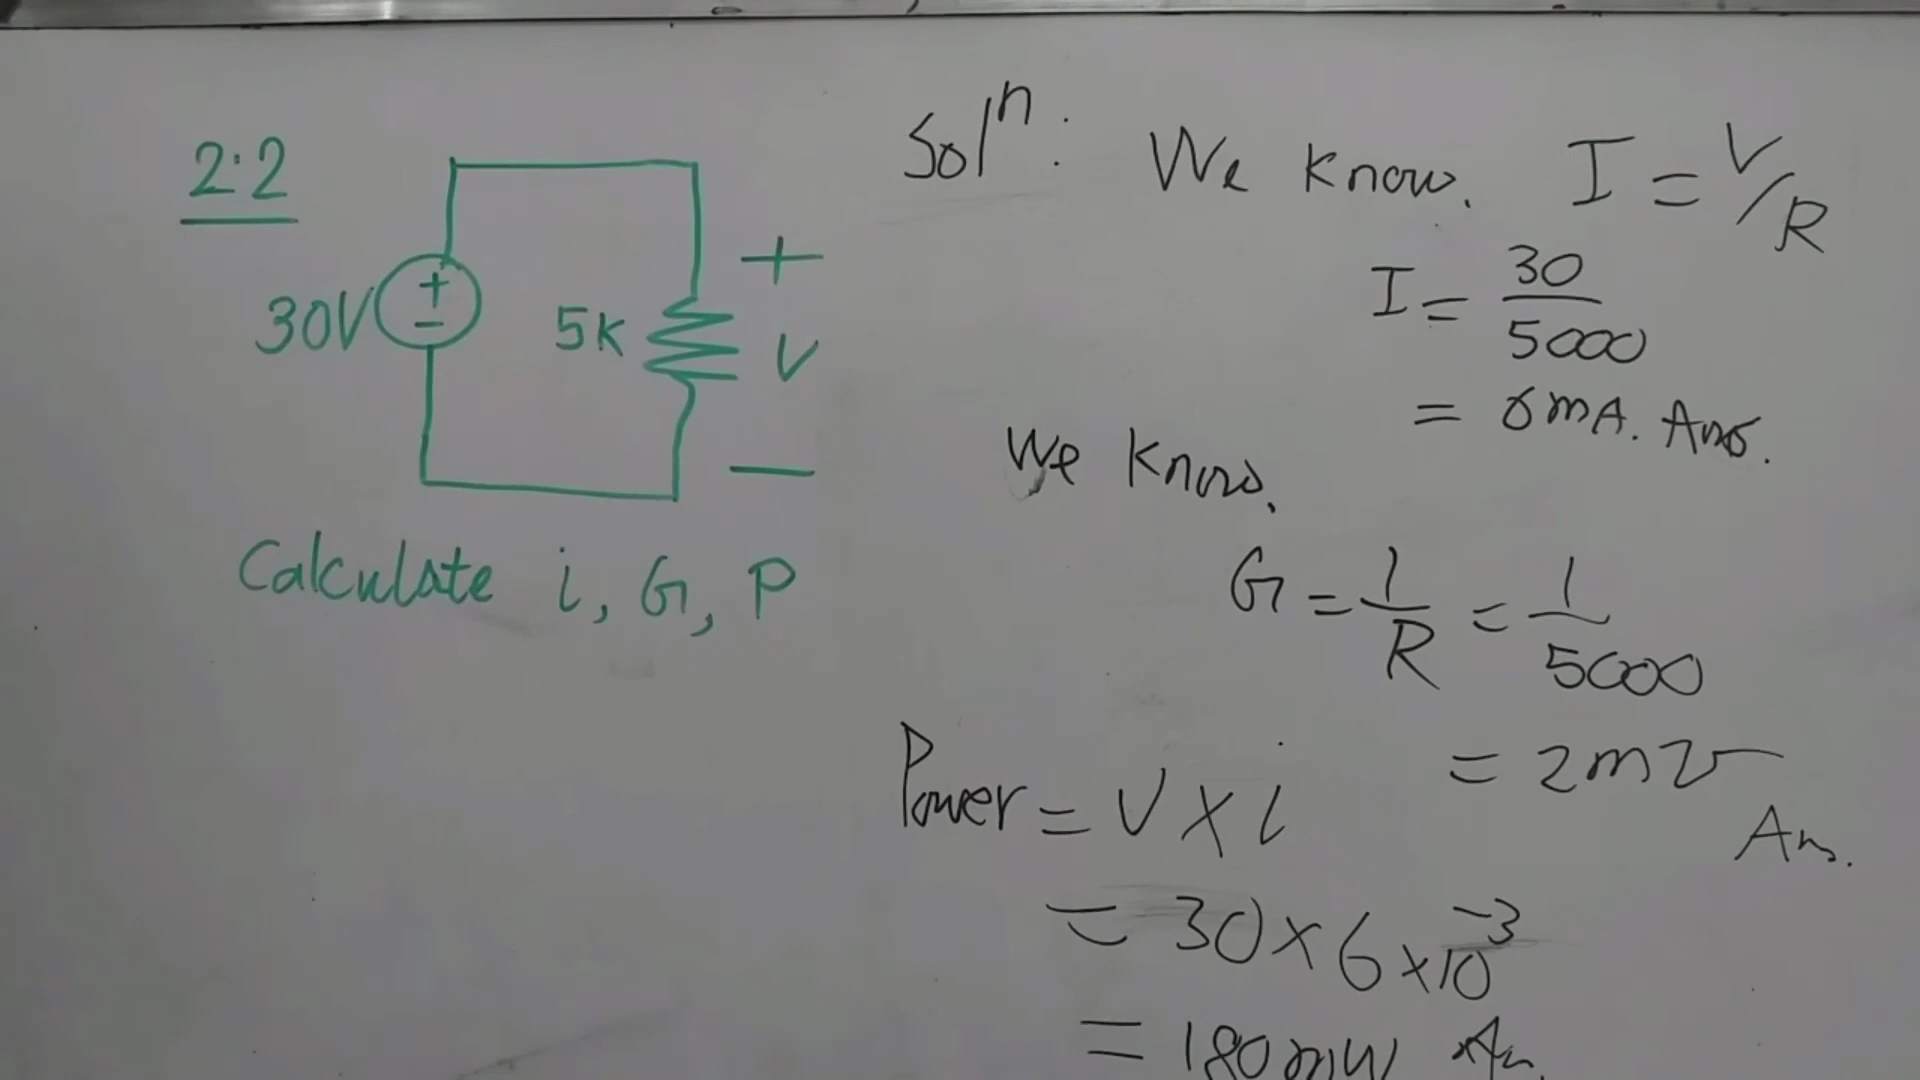 2.2
30V
+
-
5K
+
V
-
Calculate i, G, P
Solⁿ: We know. I = V/R
I = 30/5000
= 6mA. Ans.
We know,
G = 1/R = 1/5000
= 2m℧
Ans.
Power = V × i
= 30 × 6 × 10⁻³
= 180mW An.